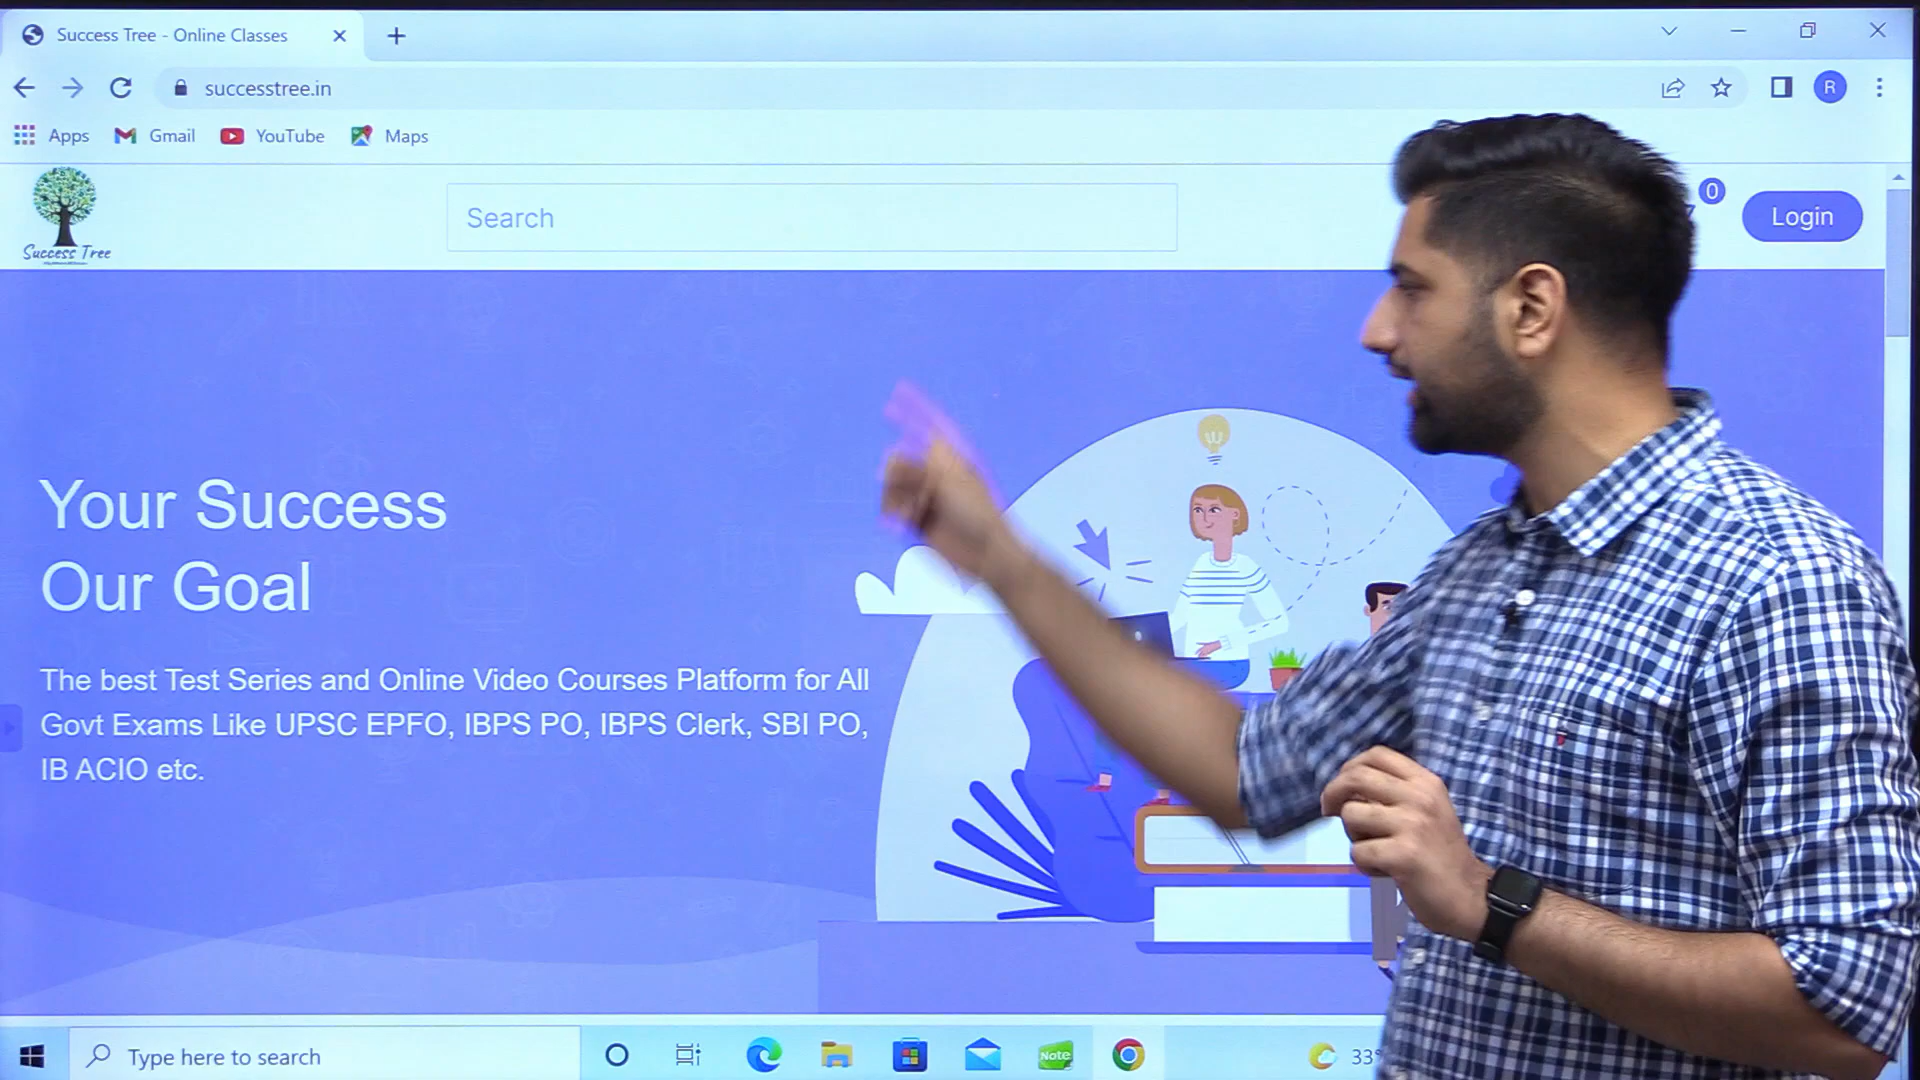 Success Tree - Online Classes
successtree.in
R
Apps
Gmail
YouTube
Maps
Success Tree
Search
0
Login
Your Success
Our Goal
The best Test Series and Online Video Courses Platform for All
Govt Exams Like UPSC EPFO, IBPS PO, IBPS Clerk, SBI PO,
IB ACIO etc.
Type here to search
Note
33°